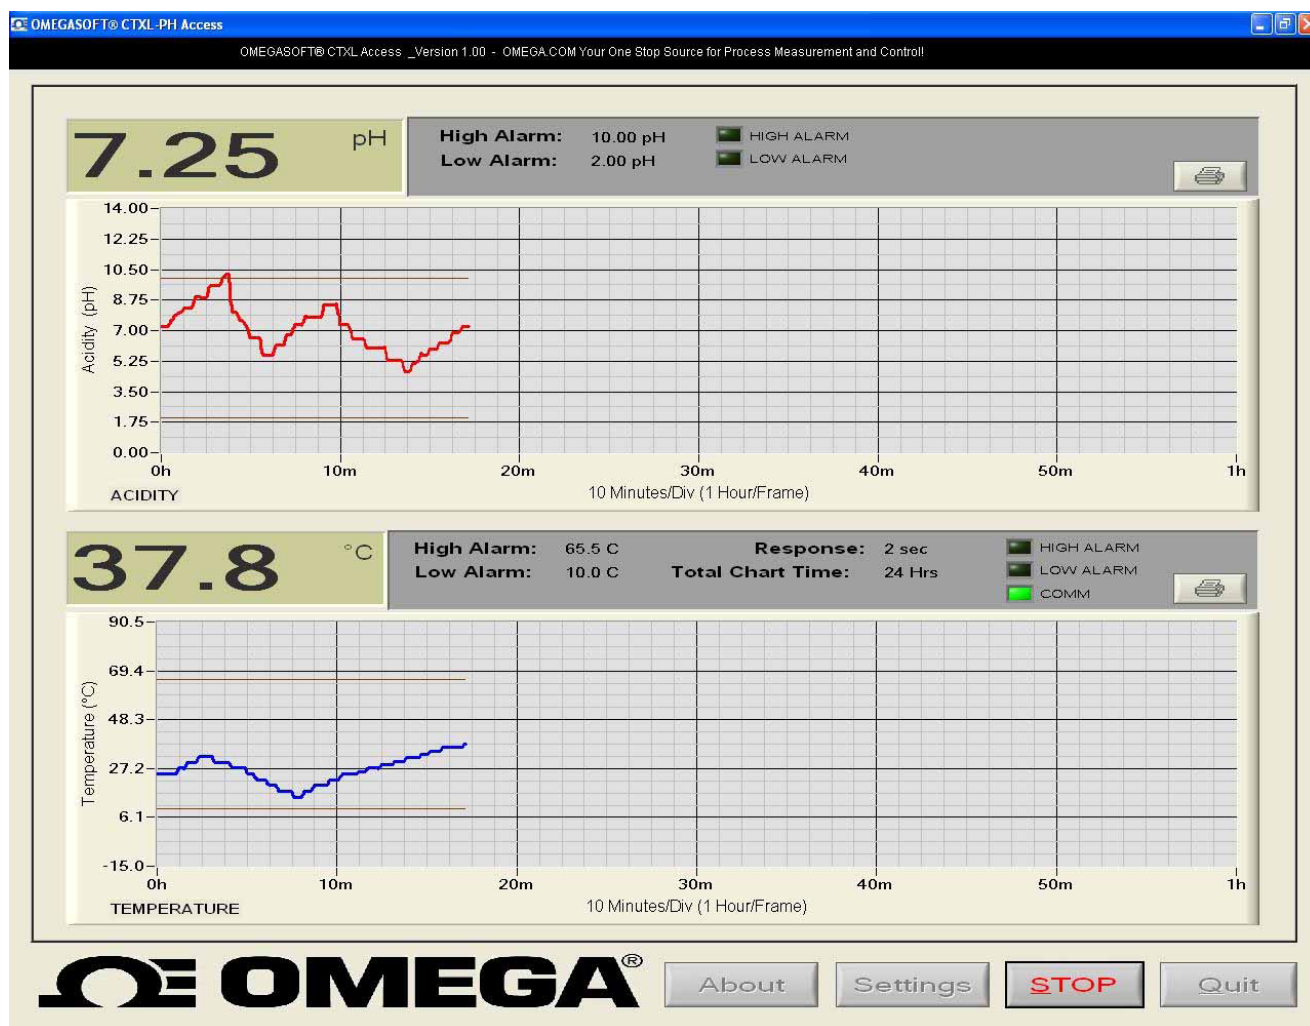 OMEGASOFT® CTXL-PH Access
OMEGASOFT® CTXL Access _Version 1.00 - OMEGA.COM Your One Stop Source for Process Measurement and Control!
7.25 pH
High Alarm: 10.00 pH HIGH ALARM
Low Alarm: 2.00 pH LOW ALARM
14.00
12.25
10.50
8.75
7.00
5.25
3.50
1.75
0.00
Acidity (pH)
0h 10m 20m 30m 40m 50m 1h
ACIDITY 10 Minutes/Div (1 Hour/Frame)
37.8 °C
High Alarm: 65.5 C Response: 2 sec HIGH ALARM
Low Alarm: 10.0 C Total Chart Time: 24 Hrs LOW ALARM
COMM
90.5
69.4
48.3
27.2
6.1
-15.0
Temperature (°C)
0h 10m 20m 30m 40m 50m 1h
TEMPERATURE 10 Minutes/Div (1 Hour/Frame)
OMEGA® About Settings STOP Quit